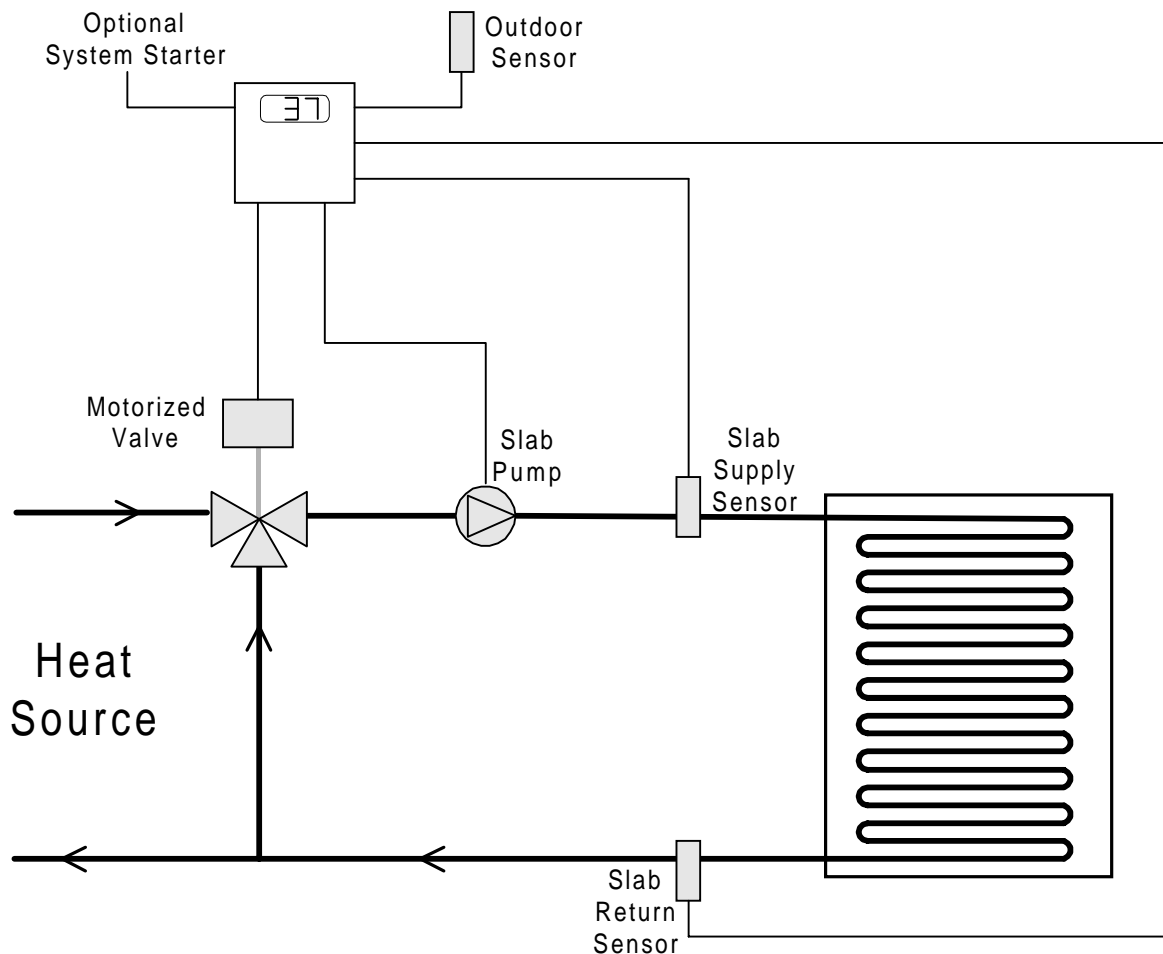 Optional
System Starter
Outdoor
Sensor
37
Motorized
Valve
Slab
Pump
Slab
Supply
Sensor
Heat
Source
Slab
Return
Sensor